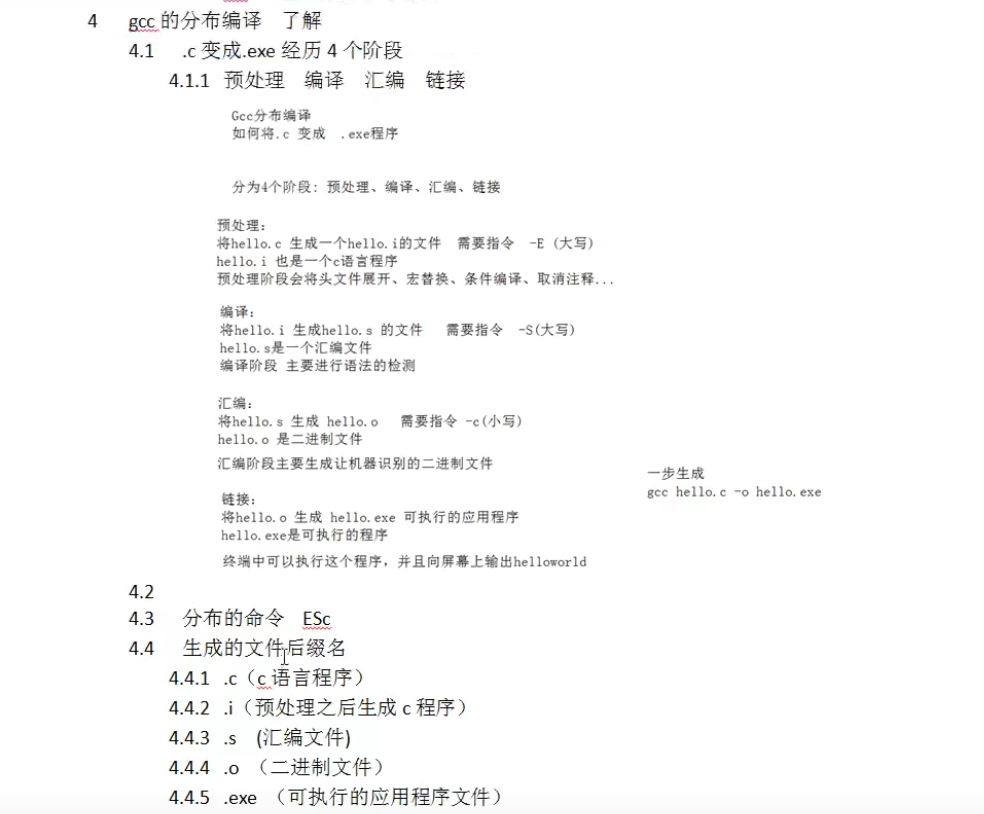 4 gcc 的分布编译 了解
4.1 .c 变成.exe 经历 4 个阶段
4.1.1 预处理 编译 汇编 链接
Gcc分布编译
如何将.c 变成 .exe程序
分为4个阶段: 预处理、编译、汇编、链接
预处理:
将hello.c 生成一个hello.i的文件 需要指令 -E (大写)
hello.i 也是一个c语言程序
预处理阶段会将头文件展开、宏替换、条件编译、取消注释...
编译:
将hello.i 生成hello.s 的文件 需要指令 -S(大写)
hello.s是一个汇编文件
编译阶段 主要进行语法的检测
汇编:
将hello.s 生成 hello.o 需要指令 -c(小写)
hello.o 是二进制文件
汇编阶段主要生成让机器识别的二进制文件
一步生成
gcc hello.c -o hello.exe
链接:
将hello.o 生成 hello.exe 可执行的应用程序
hello.exe是可执行的程序
终端中可以执行这个程序，并且向屏幕上输出helloworld
4.2
4.3 分布的命令 ESc
4.4 生成的文件后缀名
4.4.1 .c（c 语言程序）
4.4.2 .i（预处理之后生成 c 程序）
4.4.3 .s (汇编文件)
4.4.4 .o （二进制文件）
4.4.5 .exe （可执行的应用程序文件）